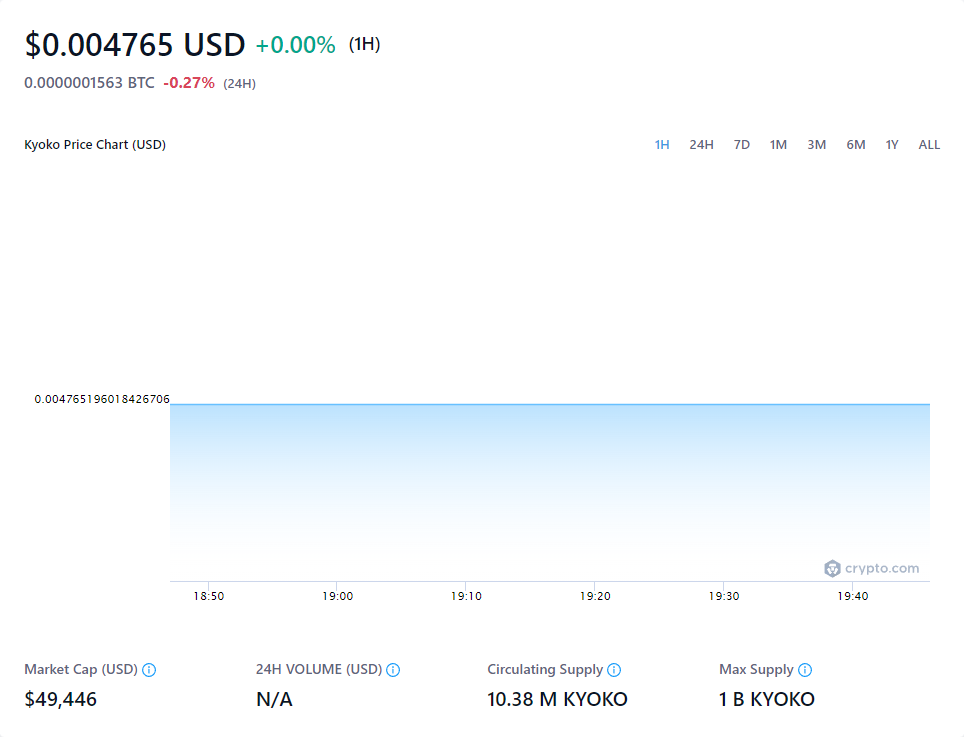 $0.004765 USD +0.00% (1H)
0.0000001563 BTC -0.27% (24H)
Kyoko Price Chart (USD) 1H 24H 7D 1M 3M 6M 1Y ALL
0.004765196018426706
crypto.com
18:50 19:00 19:10 19:20 19:30 19:40
Market Cap (USD) 24H VOLUME (USD) Circulating Supply Max Supply
$49,446 N/A 10.38 M KYOKO 1 B KYOKO